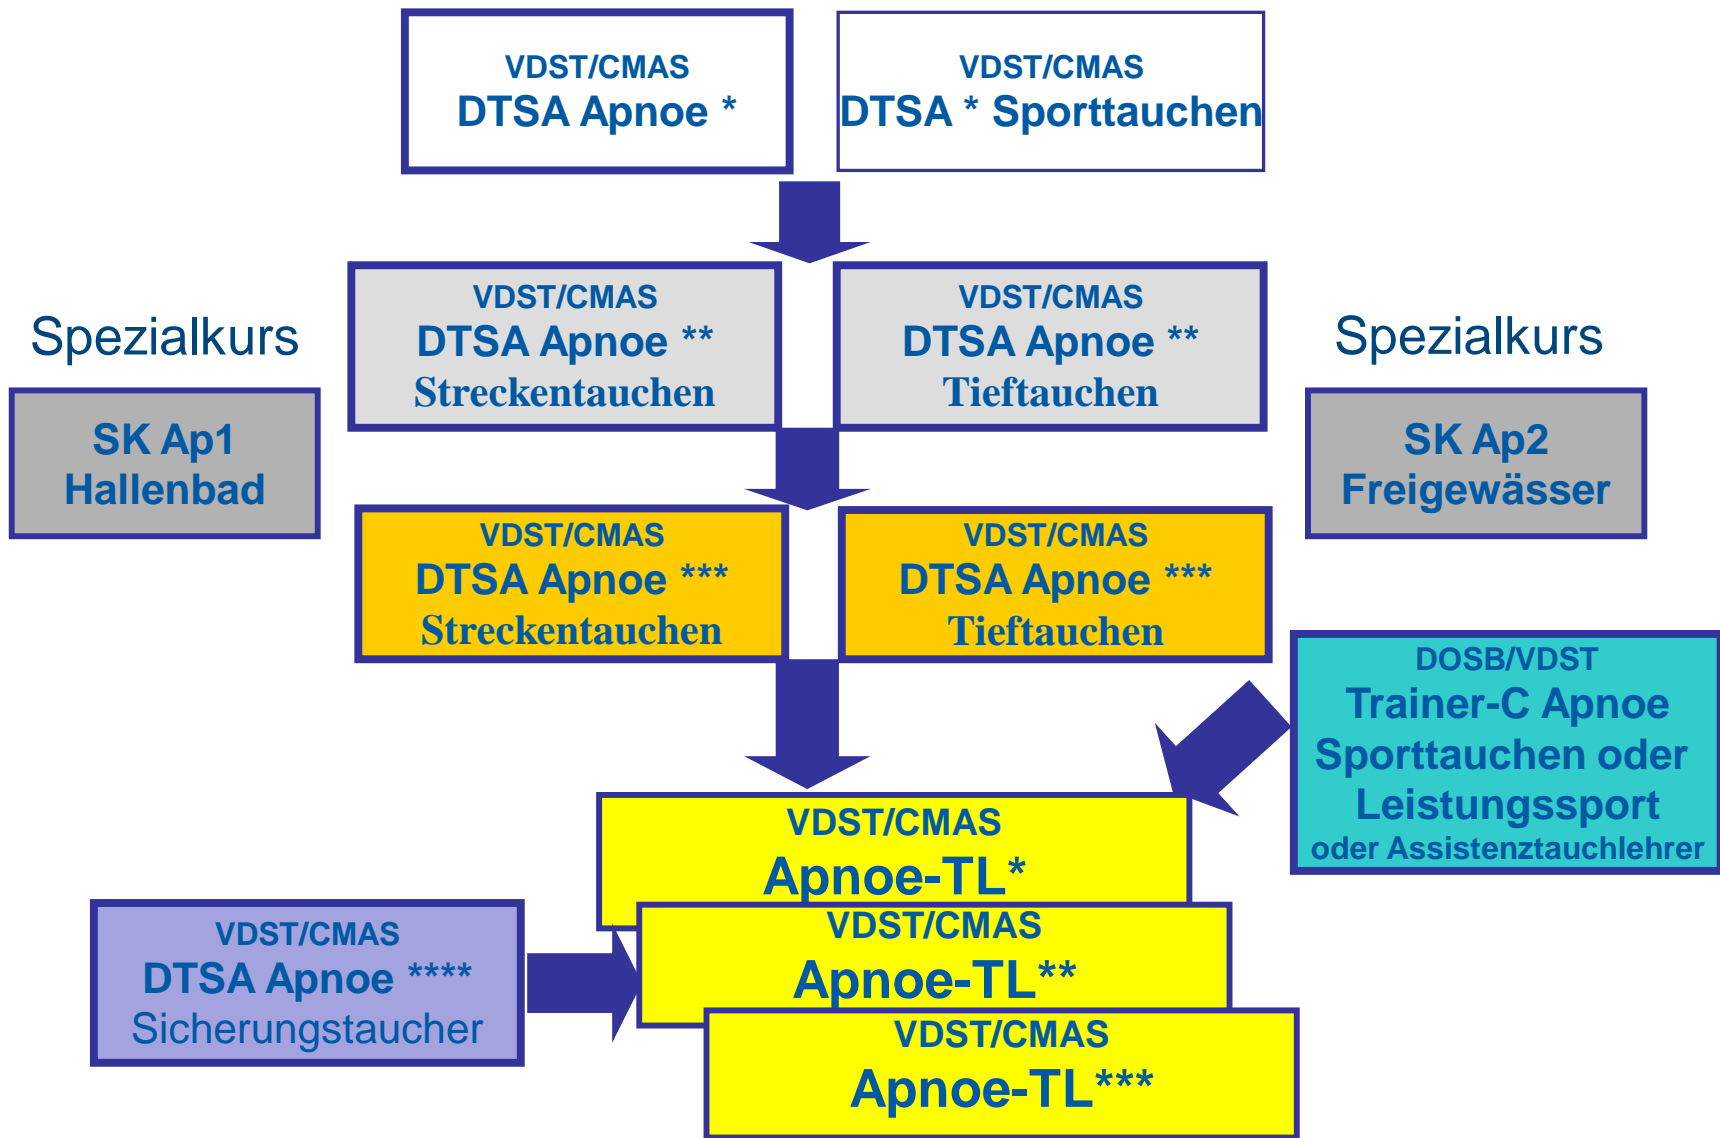 VDST/CMAS
DTSA Apnoe *
VDST/CMAS
DTSA * Sporttauchen
VDST/CMAS
DTSA Apnoe **
Streckentauchen
VDST/CMAS
DTSA Apnoe **
Tieftauchen
Spezialkurs
SK Ap1
Hallenbad
Spezialkurs
SK Ap2
Freigewässer
VDST/CMAS
DTSA Apnoe ***
Streckentauchen
VDST/CMAS
DTSA Apnoe ***
Tieftauchen
DOSB/VDST
Trainer-C Apnoe
Sporttauchen oder
Leistungssport
oder Assistenztauchlehrer
VDST/CMAS
Apnoe-TL*
VDST/CMAS
DTSA Apnoe ****
Sicherungstaucher
VDST/CMAS
Apnoe-TL**
VDST/CMAS
Apnoe-TL***